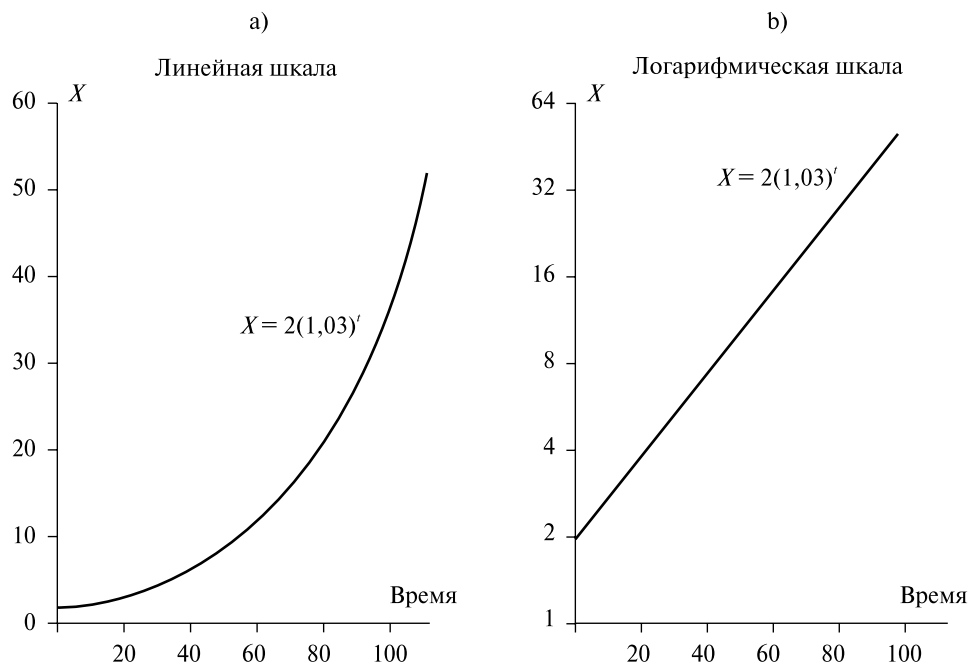 a)
Линейная шкала
X
60
50
40
30
20
10
0
X = 2(1,03)^t
Время
20 40 60 80 100
b)
Логарифмическая шкала
X
64
32
16
8
4
2
1
X = 2(1,03)^t
Время
20 40 60 80 100